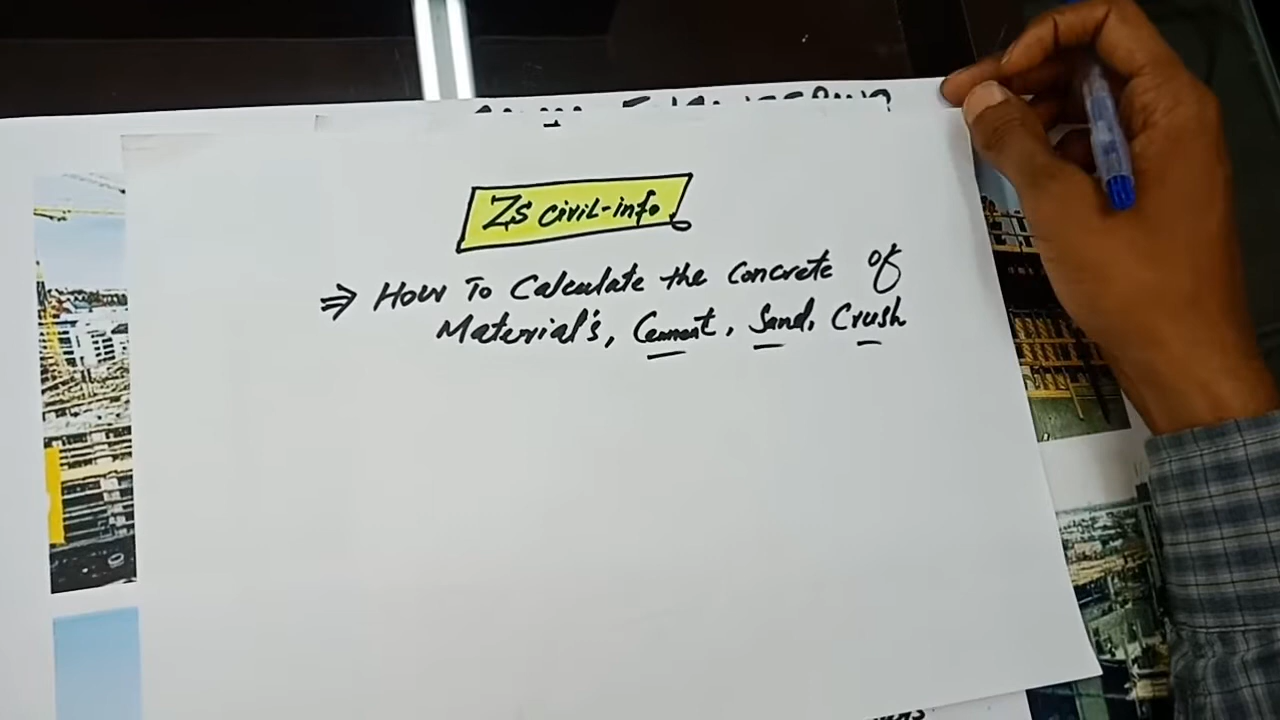 Zs civil-info
⇒ How To Calculate the Concrete of
Material's, Cement, Sand, Crush